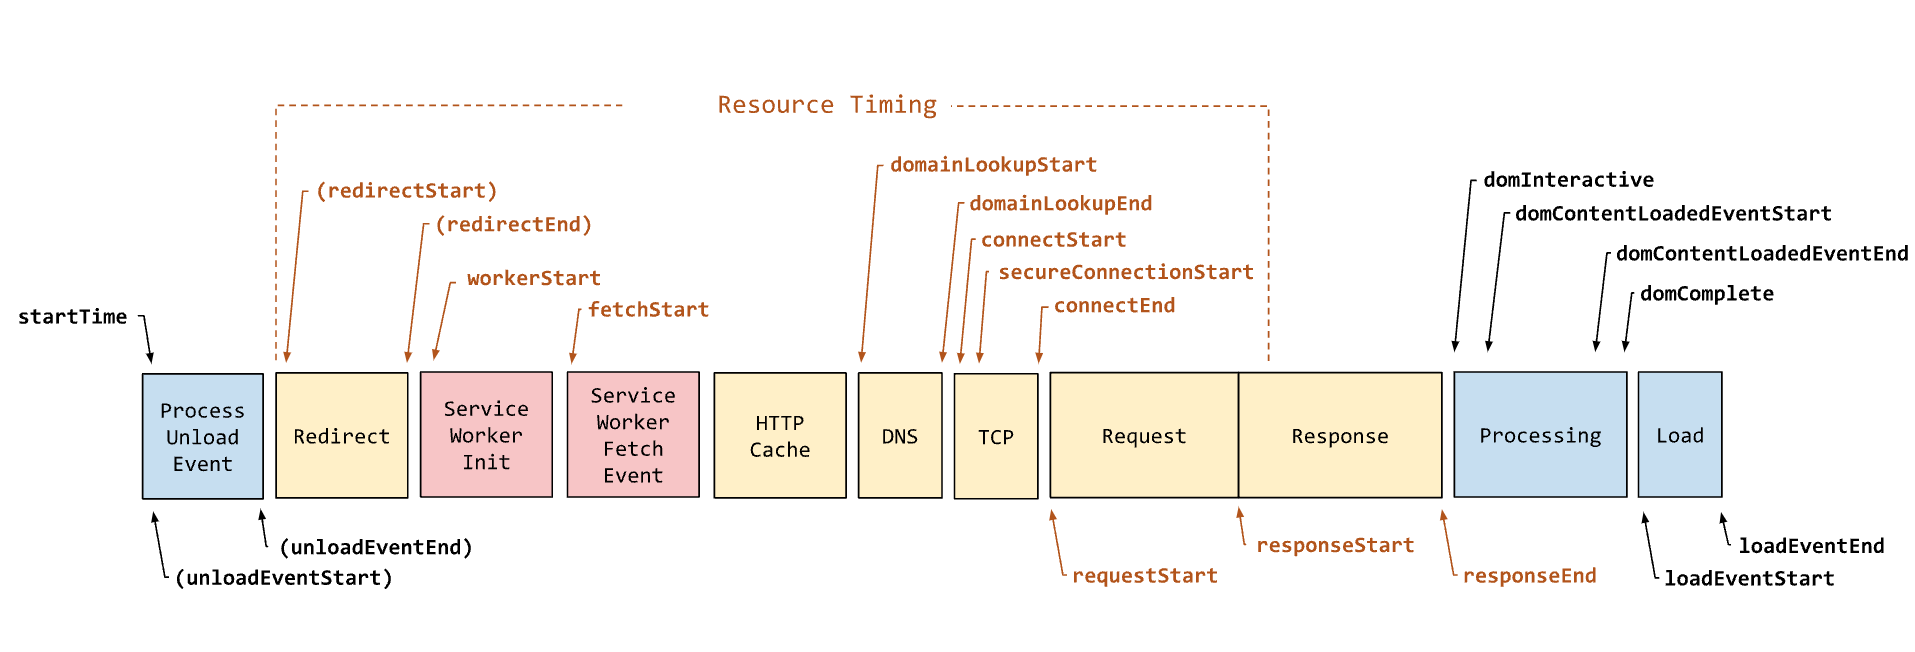 Resource Timing
domainLookupStart
domInteractive
(redirectStart)
domainLookupEnd
domContentLoadedEventStart
(redirectEnd)
connectStart
domContentLoadedEventEnd
workerStart
secureConnectionStart
domComplete
fetchStart
connectEnd
startTime
Process
Unload
Event
Redirect
Service
Worker
Init
Service
Worker
Fetch
Event
HTTP
Cache
DNS
TCP
Request
Response
Processing
Load
(unloadEventEnd)
(unloadEventStart)
responseStart
requestStart
responseEnd
loadEventEnd
loadEventStart